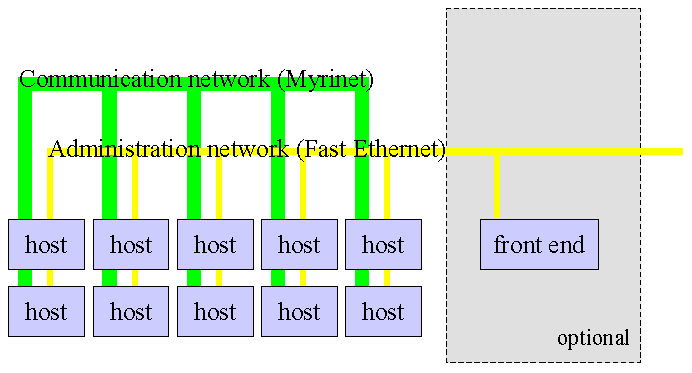 Communication network (Myrinet)
Administration network (Fast Ethernet)
host host host host host front end
host host host host host
optional